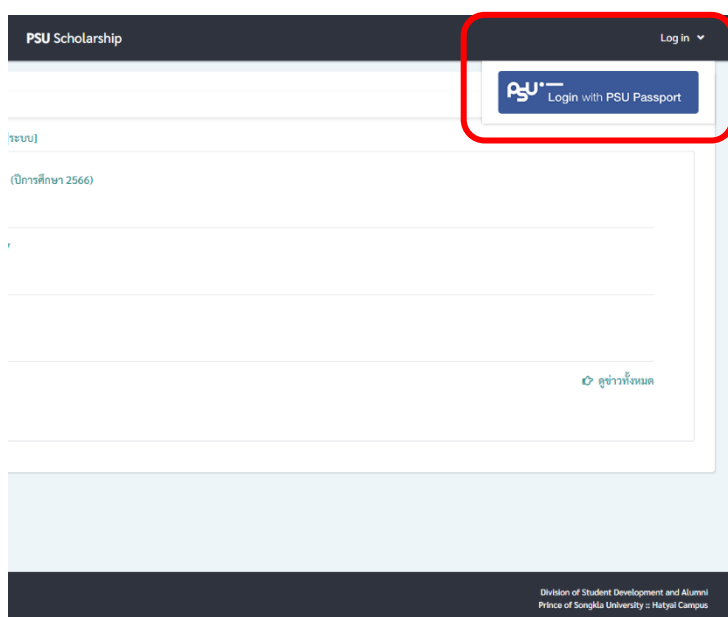 PSU Scholarship
Log in
PSU Login with PSU Passport
ระบบ]
(ปีการศึกษา 2566)
ดูข่าวทั้งหมด
Division of Student Development and Alumni
Prince of Songkla University :: Hatyai Campus